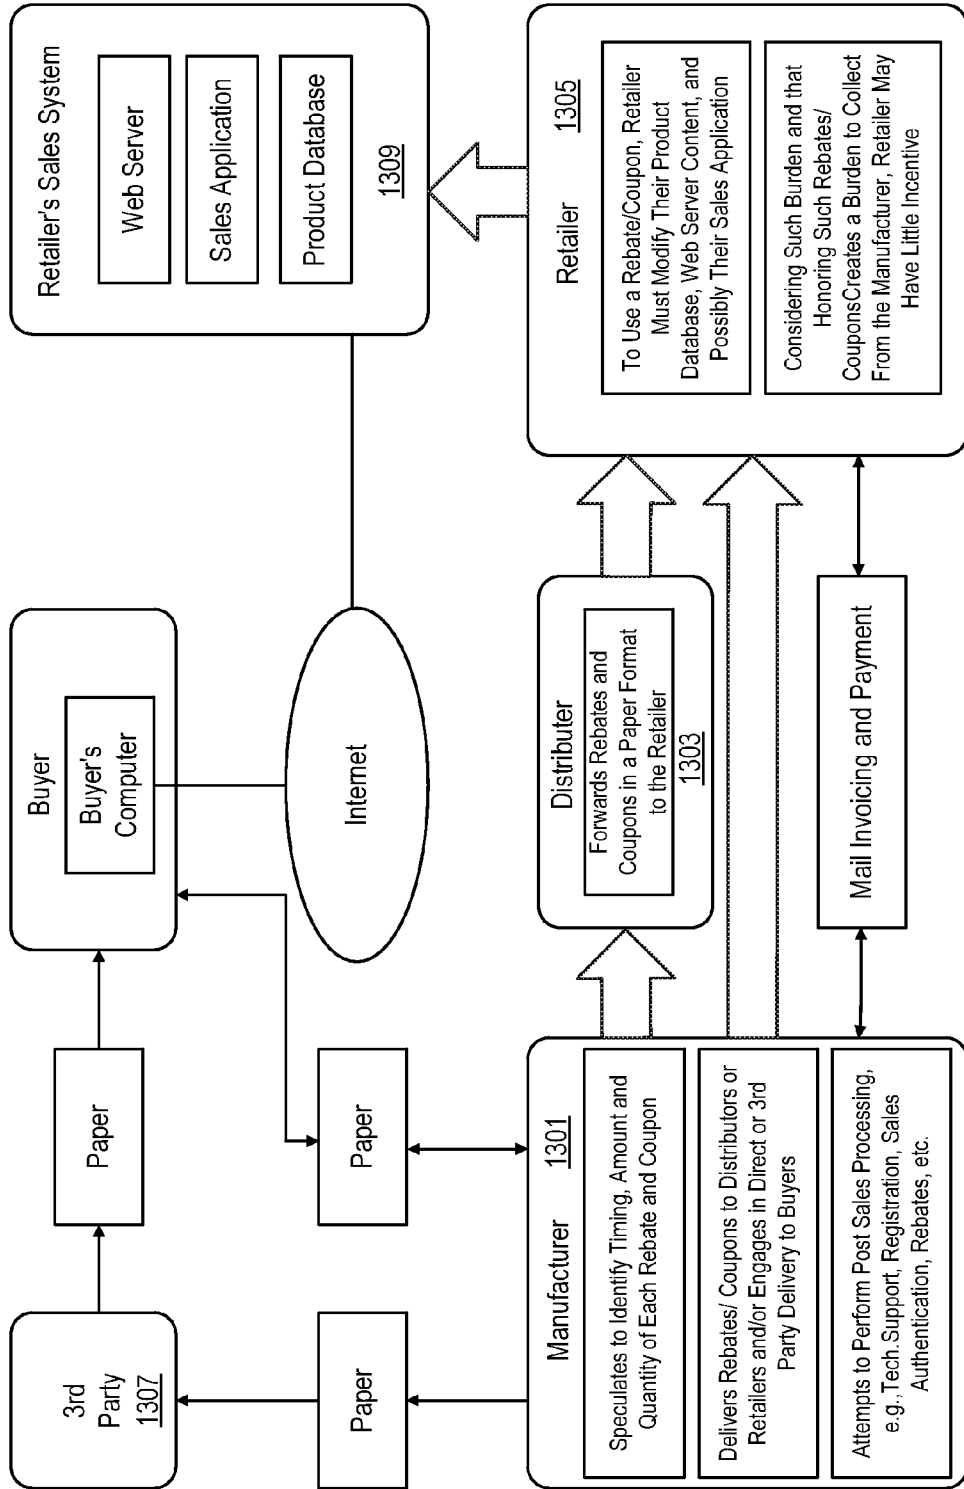 3rd
Party
1307
Paper
Buyer
Buyer's
Computer
Retailer's Sales System
Web Server
Sales Application
Product Database
1309
Paper
Paper
Internet
Manufacturer
1301
Speculates to Identify Timing, Amount and
Quantity of Each Rebate and Coupon
Delivers Rebates/ Coupons to Distributors or
Retailers and/or Engages in Direct or 3rd
Party Delivery to Buyers
Attempts to Perform Post Sales Processing,
e.g.,Tech.Support, Registration, Sales
Authentication, Rebates, etc.
Distributer
Forwards Rebates and
Coupons in a Paper Format
to the Retailer
1303
Mail Invoicing and Payment
Retailer
1305
To Use a Rebate/Coupon, Retailer
Must Modify Their Product
Database, Web Server Content, and
Possibly Their Sales Application
Considering Such Burden and that
Honoring Such Rebates/
CouponsCreates a Burden to Collect
From the Manufacturer, Retailer May
Have Little Incentive